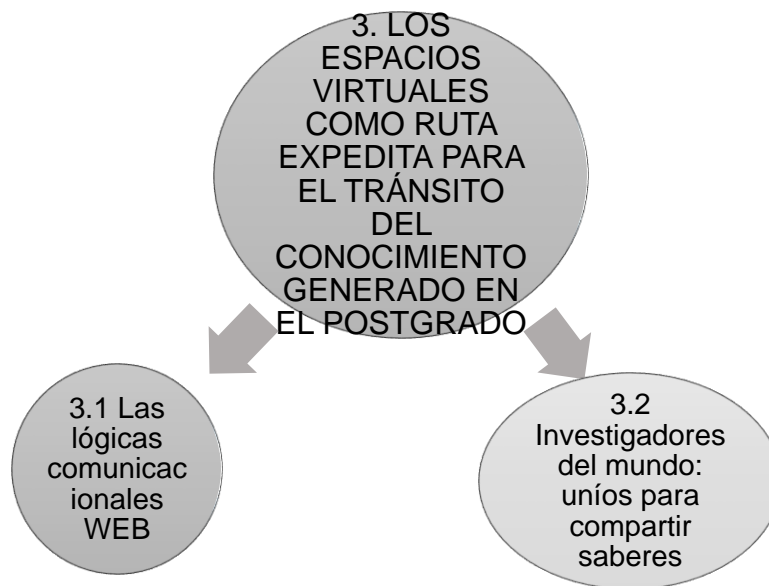 3. LOS
ESPACIOS
VIRTUALES
COMO RUTA
EXPEDITA PARA
EL TRÁNSITO
DEL
CONOCIMIENTO
GENERADO EN
EL POSTGRADO
3.1 Las
lógicas
comunicac
ionales
WEB
3.2
Investigadores
del mundo:
uníos para
compartir
saberes